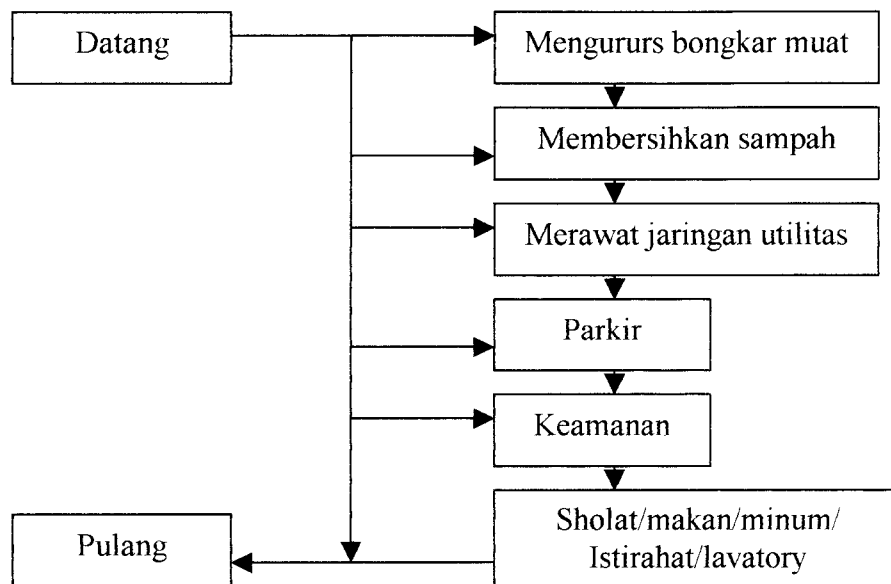 Datang
Mengururs bongkar muat
Membersihkan sampah
Merawat jaringan utilitas
Parkir
Keamanan
Sholat/makan/minum/
Istirahat/lavatory
Pulang